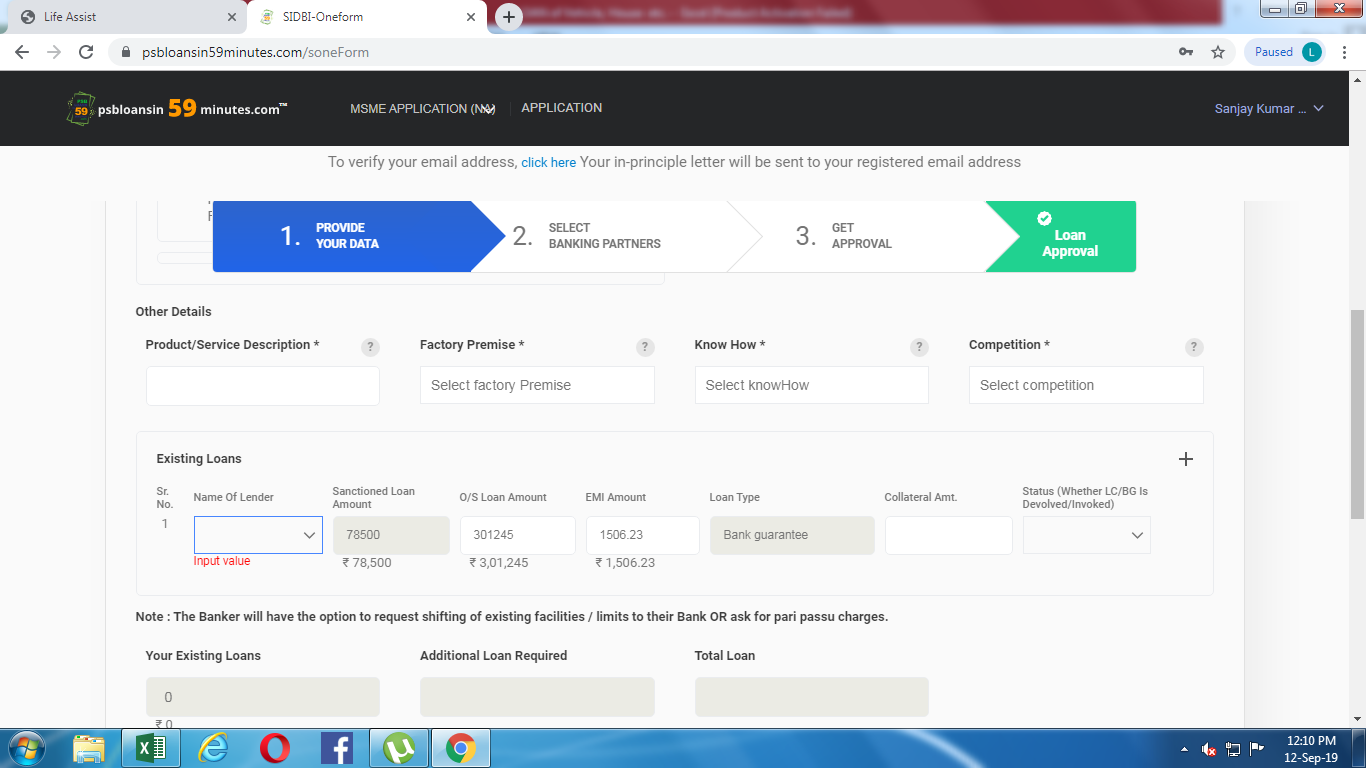 Life Assist
SIDBI-Oneform
psbloansin59minutes.com/soneForm
Paused L
psbloansin 59 minutes.com™
MSME APPLICATION (NV)
APPLICATION
Sanjay Kumar ...
To verify your email address, click here Your in-principle letter will be sent to your registered email address
1. PROVIDE YOUR DATA
2. SELECT BANKING PARTNERS
3. GET APPROVAL
Loan Approval
Other Details
Product/Service Description * ?
Factory Premise * ?
Know How * ?
Competition * ?
Select factory Premise
Select knowHow
Select competition
Existing Loans
Sr. No.
Name Of Lender
Sanctioned Loan Amount
O/S Loan Amount
EMI Amount
Loan Type
Collateral Amt.
Status (Whether LC/BG Is Devolved/Invoked)
1
78500
301245
1506.23
Bank guarantee
Input value
₹ 78,500
₹ 3,01,245
₹ 1,506.23
Note : The Banker will have the option to request shifting of existing facilities / limits to their Bank OR ask for pari passu charges.
Your Existing Loans
Additional Loan Required
Total Loan
0
₹ 0
12:10 PM
12-Sep-19